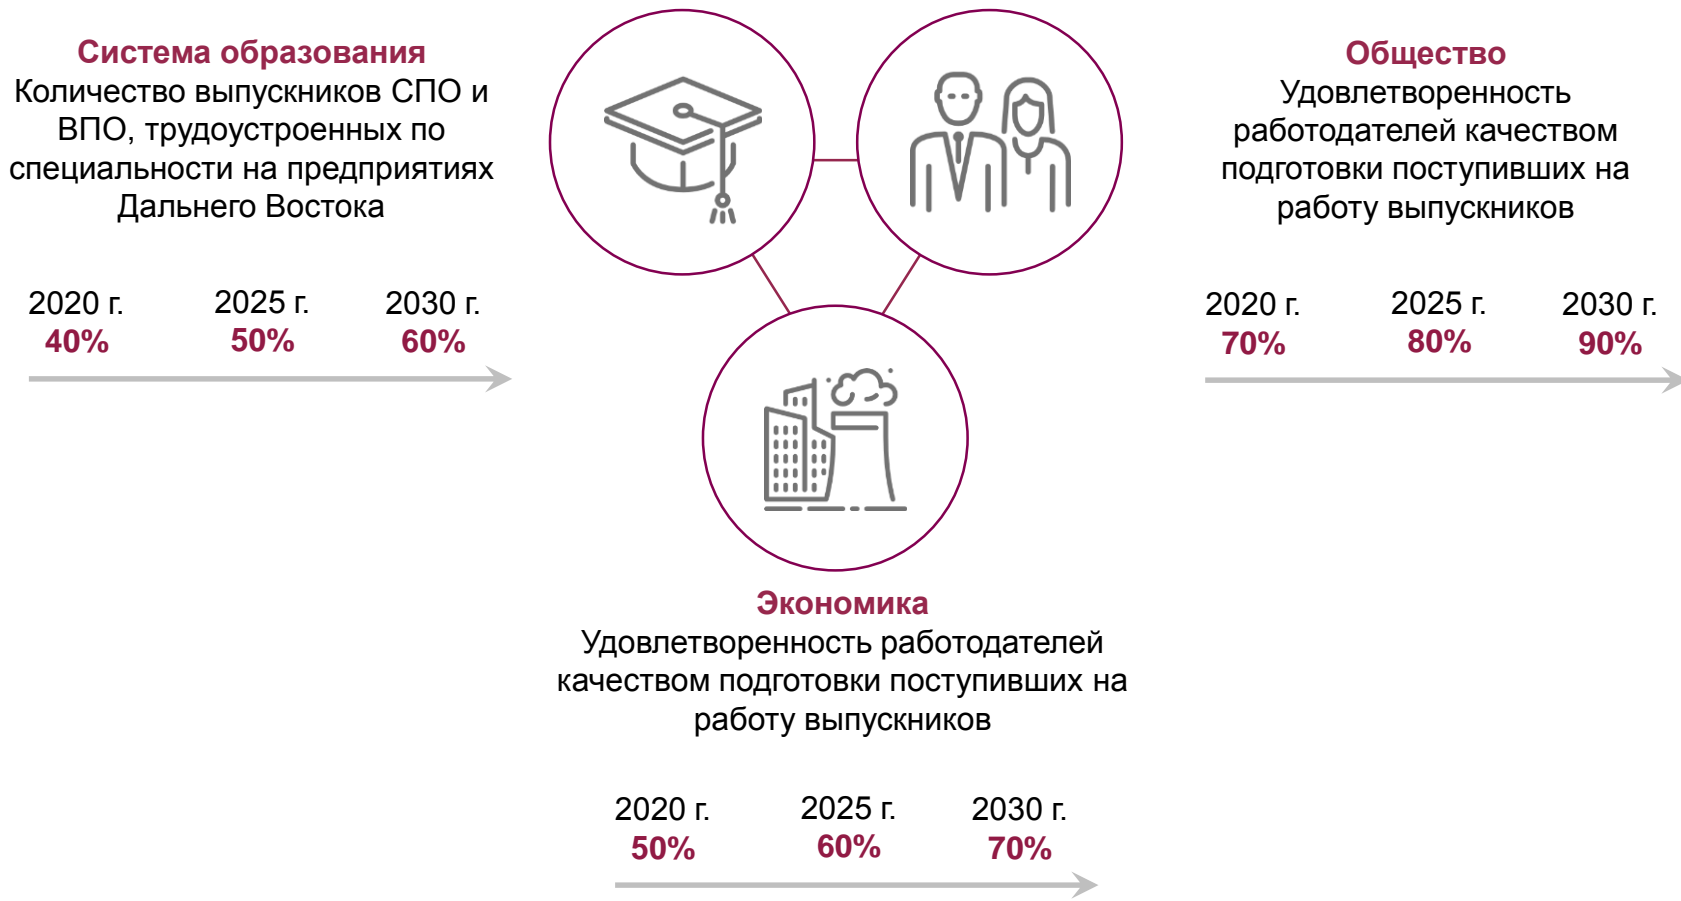 Система образования
Количество выпускников СПО и
ВПО, трудоустроенных по
специальности на предприятиях
Дальнего Востока
2020 г. 2025 г. 2030 г.
40% 50% 60%
Общество
Удовлетворенность
работодателей качеством
подготовки поступивших на
работу выпускников
2020 г. 2025 г. 2030 г.
70% 80% 90%
Экономика
Удовлетворенность работодателей
качеством подготовки поступивших на
работу выпускников
2020 г. 2025 г. 2030 г.
50% 60% 70%